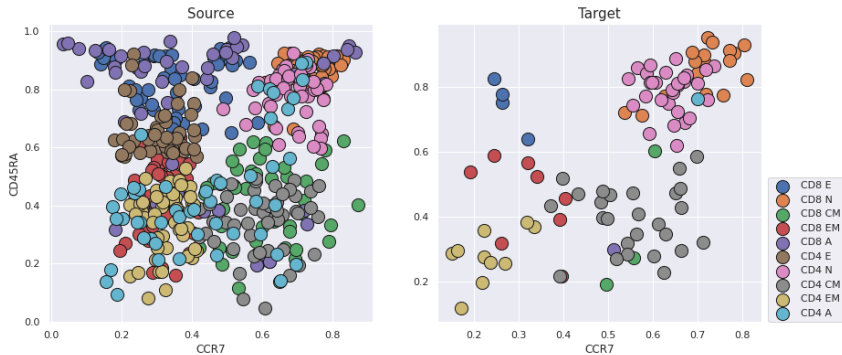 Source
Target
CD45RA
1.0
0.8
0.6
0.4
0.2
0.0
0.0 0.2 0.4 0.6 0.8
CCR7
0.8
0.6
0.4
0.2
0.2 0.3 0.4 0.5 0.6 0.7 0.8
CCR7
CD8 E
CD8 N
CD8 CM
CD8 EM
CD8 A
CD4 E
CD4 N
CD4 CM
CD4 EM
CD4 A